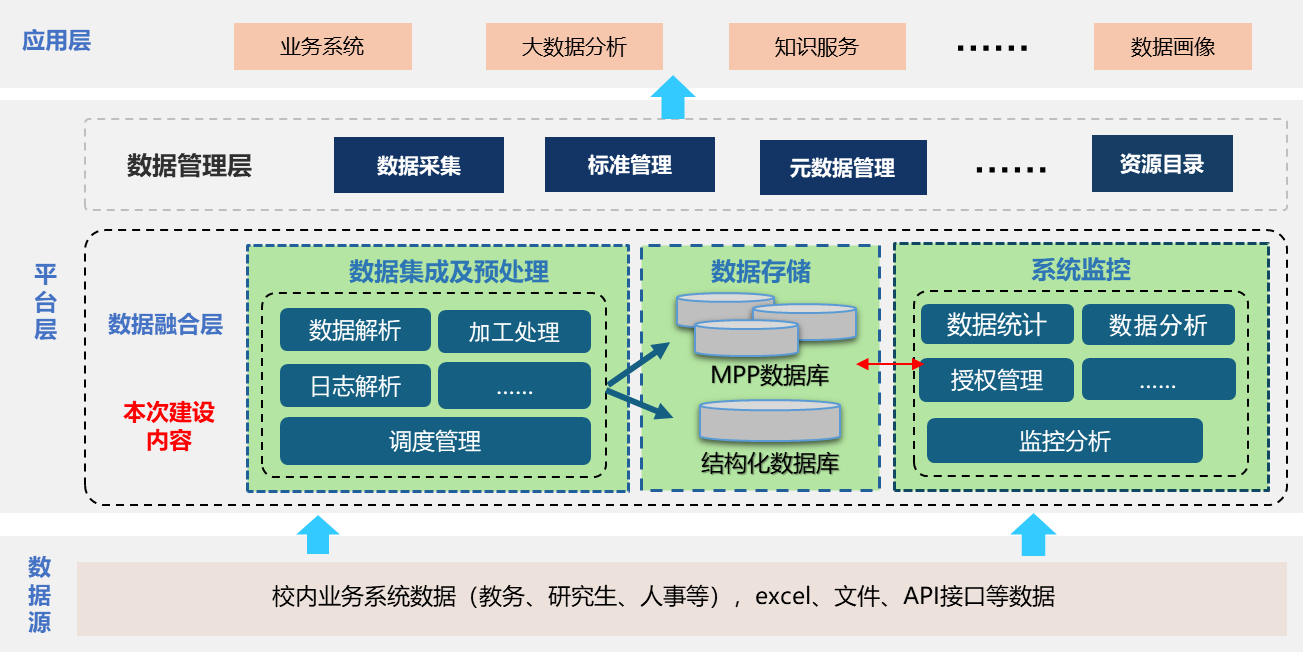 应用层
业务系统
大数据分析
知识服务
......
数据画像
数据管理层
数据采集
标准管理
元数据管理
......
资源目录
平台层
数据融合层
本次建设
内容
数据集成及预处理
数据解析
加工处理
日志解析
......
调度管理
数据存储
MPP数据库
结构化数据库
系统监控
数据统计
数据分析
授权管理
......
监控分析
数据源
校内业务系统数据（教务、研究生、人事等），excel、文件、API接口等数据